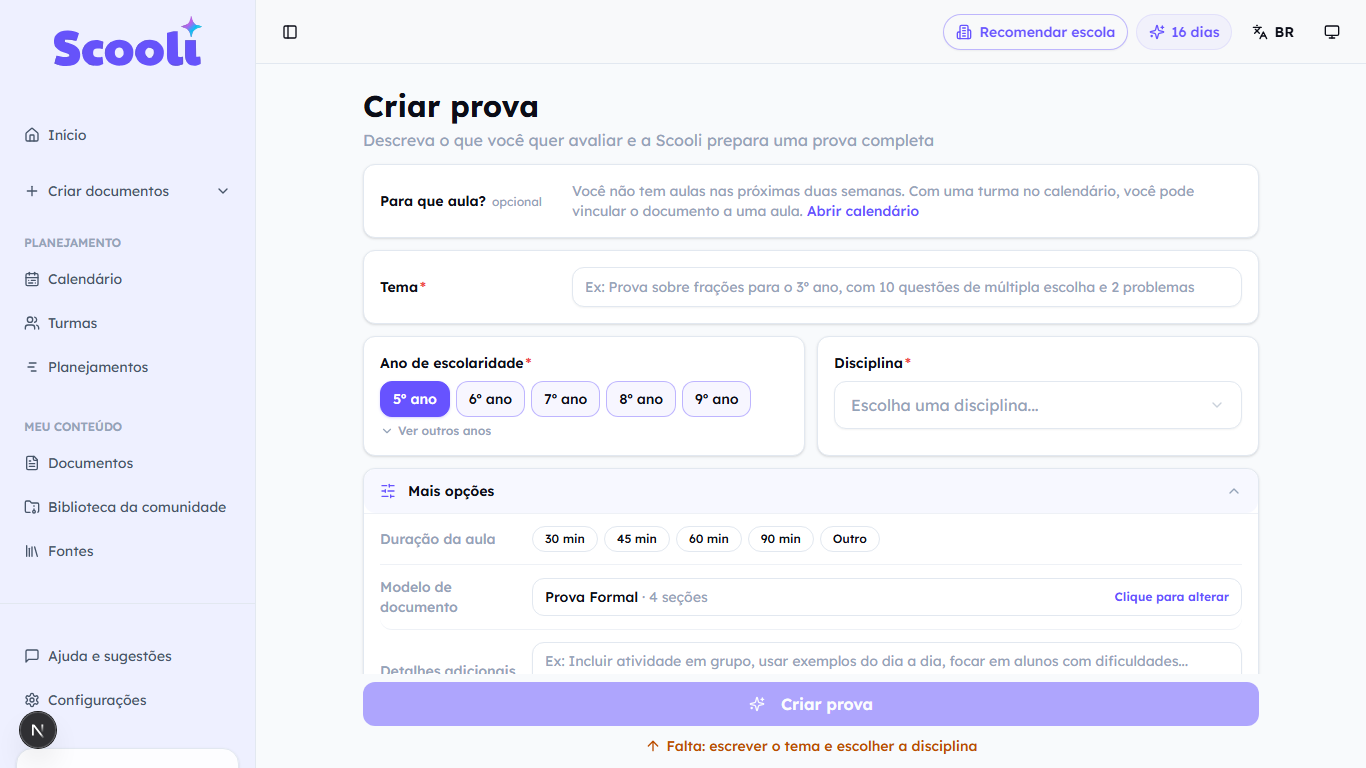 Scooli
Início
Criar documentos
PLANEJAMENTO
Calendário
Turmas
Planejamentos
MEU CONTEÚDO
Documentos
Biblioteca da comunidade
Fontes
Ajuda e sugestões
Configurações
N
Recomendar escola
16 dias
BR
Criar prova
Descreva o que você quer avaliar e a Scooli prepara uma prova completa
Para que aula? opcional
Você não tem aulas nas próximas duas semanas. Com uma turma no calendário, você pode
vincular o documento a uma aula. Abrir calendário
Tema*
Ex: Prova sobre frações para o 3º ano, com 10 questões de múltipla escolha e 2 problemas
Ano de escolaridade*
5º ano 6º ano 7º ano 8º ano 9º ano
Ver outros anos
Disciplina*
Escolha uma disciplina...
Mais opções
Duração da aula
30 min 45 min 60 min 90 min Outro
Modelo de
documento
Prova Formal · 4 seções
Clique para alterar
Detalhes adicionais
Ex: Incluir atividade em grupo, usar exemplos do dia a dia, focar em alunos com dificuldades...
Criar prova
Falta: escrever o tema e escolher a disciplina